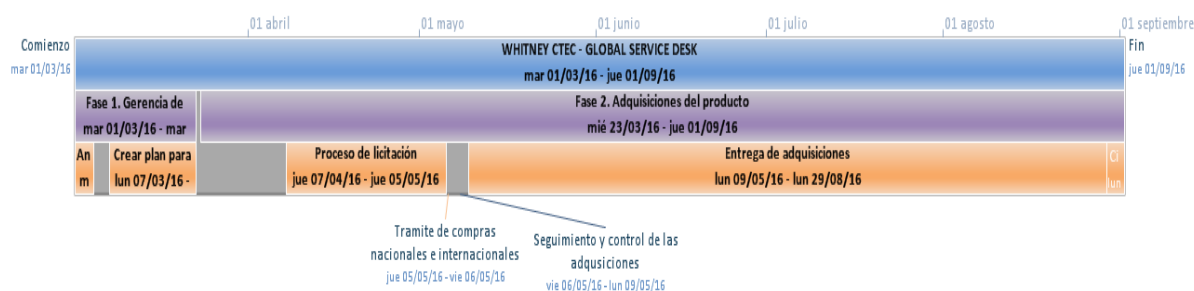 01 abril
01 mayo
01 junio
01 julio
01 agosto
01 septiembre
Comienzo
mar 01/03/16
WHITNEY CTEC - GLOBAL SERVICE DESK
mar 01/03/16 - jue 01/09/16
Fin
jue 01/09/16
Fase 1. Gerencia de
mar 01/03/16 - mar
Fase 2. Adquisiciones del producto
mié 23/03/16 - jue 01/09/16
An
m
Crear plan para
lun 07/03/16 -
Proceso de licitación
jue 07/04/16 - jue 05/05/16
Entrega de adquisiciones
lun 09/05/16 - lun 29/08/16
Ci
lun
Tramite de compras
nacionales e internacionales
jue 05/05/16 - vie 06/05/16
Seguimiento y control de las
adqusiciones
vie 06/05/16 - lun 09/05/16